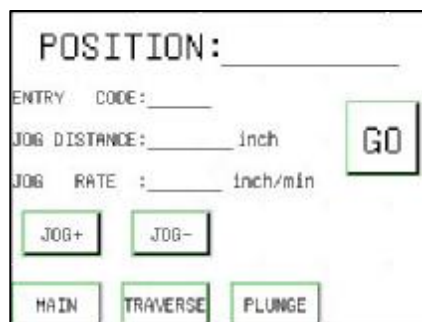 POSITION:
ENTRY CODE:
JOG DISTANCE: inch
GO
JOG RATE : inch/min
JOG+ JOG-
MAIN TRAVERSE PLUNGE